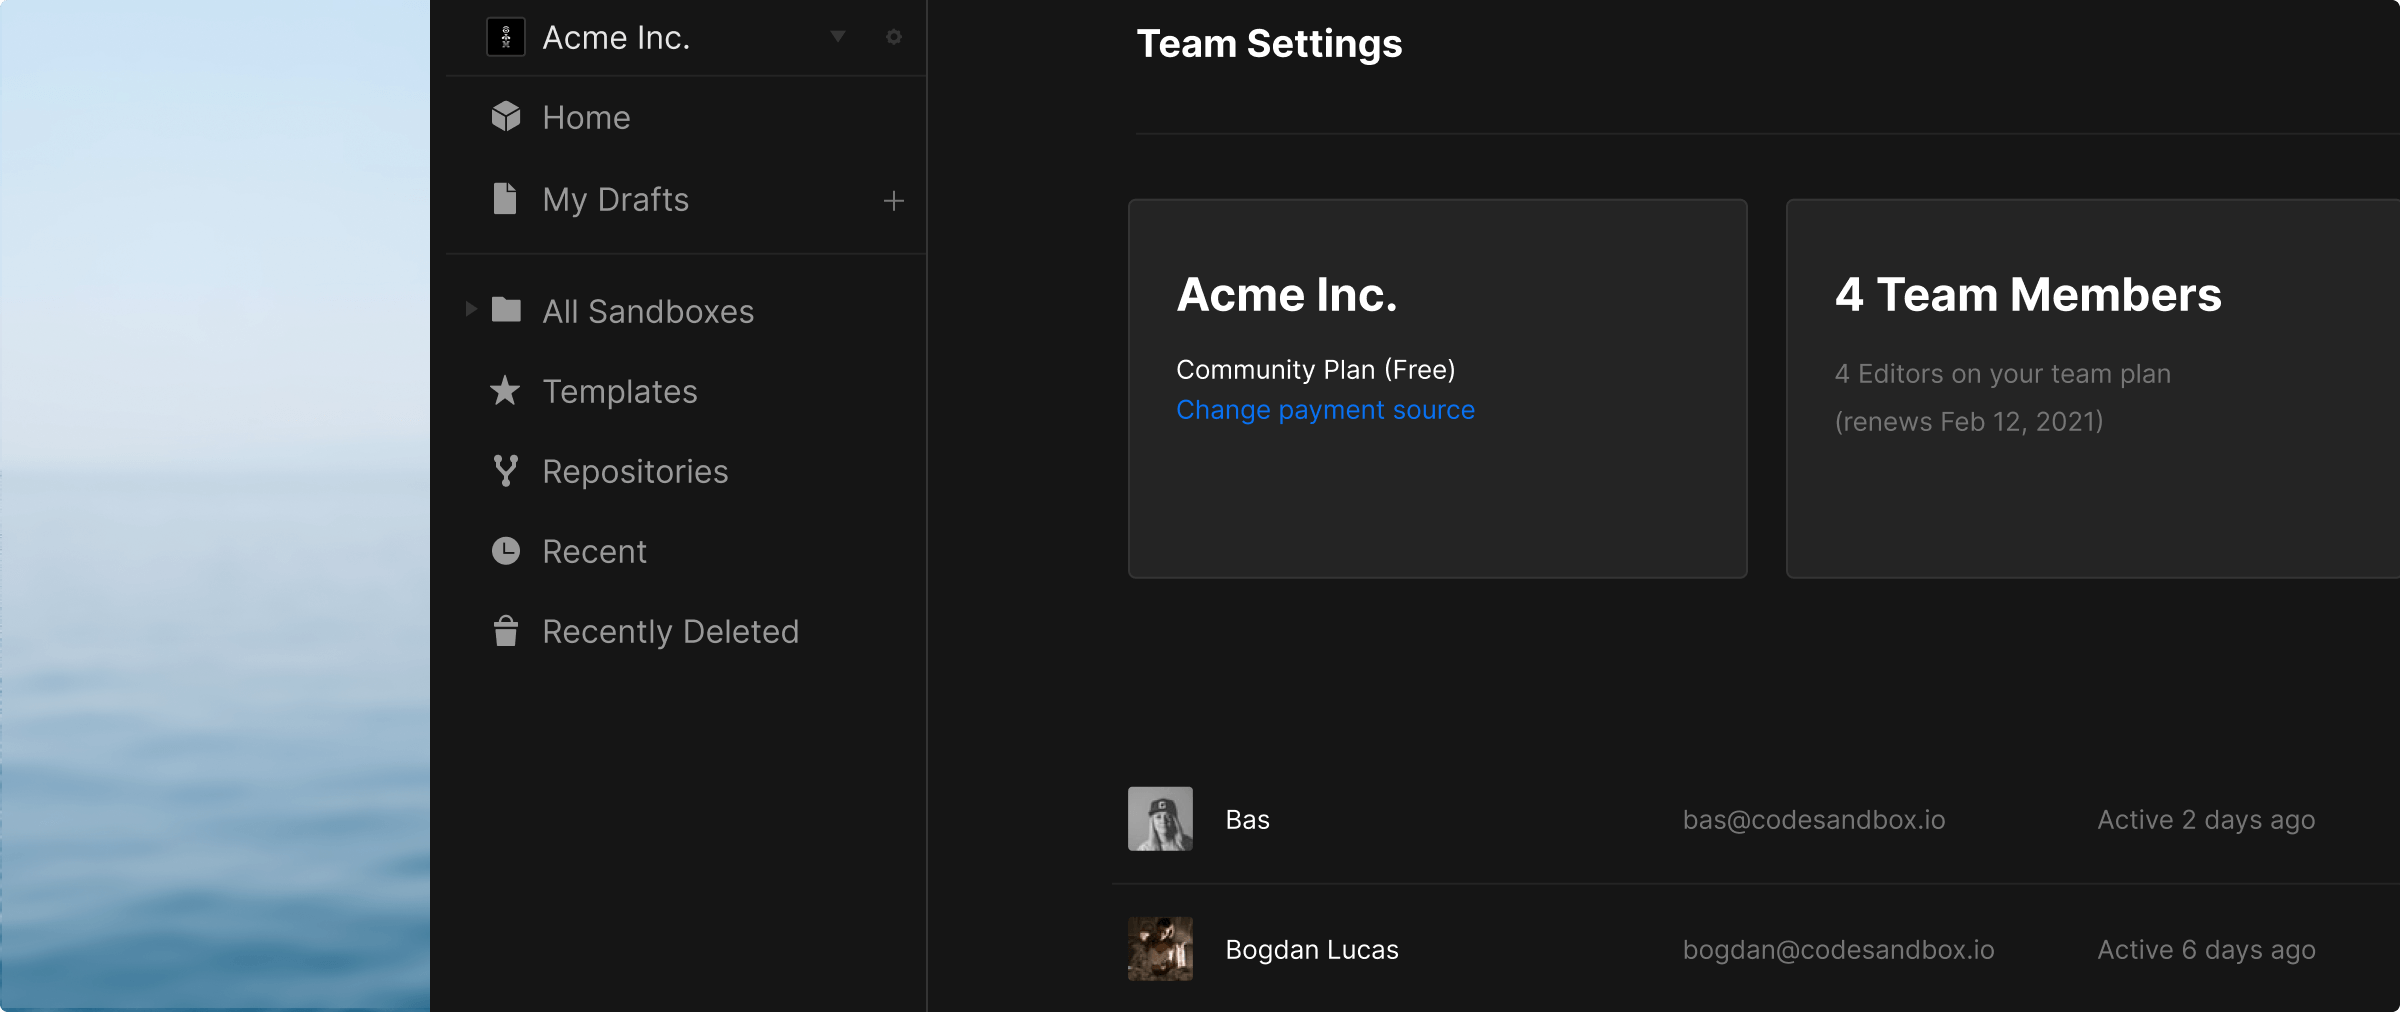 Acme Inc.
Home
My Drafts
All Sandboxes
Templates
Repositories
Recent
Recently Deleted
Team Settings
Acme Inc.
Community Plan (Free)
Change payment source
4 Team Members
4 Editors on your team plan
(renews Feb 12, 2021)
Bas bas@codesandbox.io Active 2 days ago
Bogdan Lucas bogdan@codesandbox.io Active 6 days ago